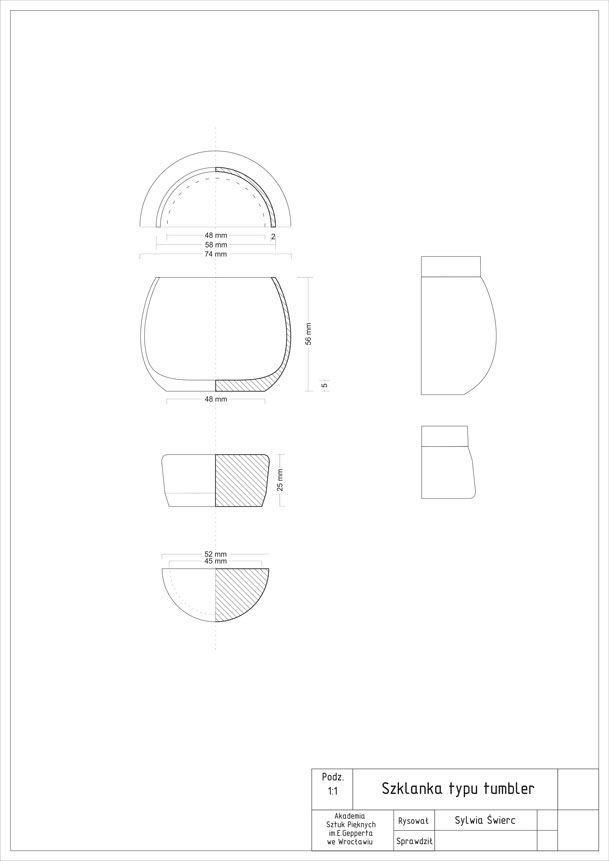 48 mm
2
58 mm
74 mm
56 mm
5
48 mm
25 mm
52 mm
45 mm
Podz.
1:1
Szklanka typu tumbler
Akademia
Sztuk Pięknych
im.E.Gepperta
we Wrocławiu
Rysował
Sylwia Świerc
Sprawdził